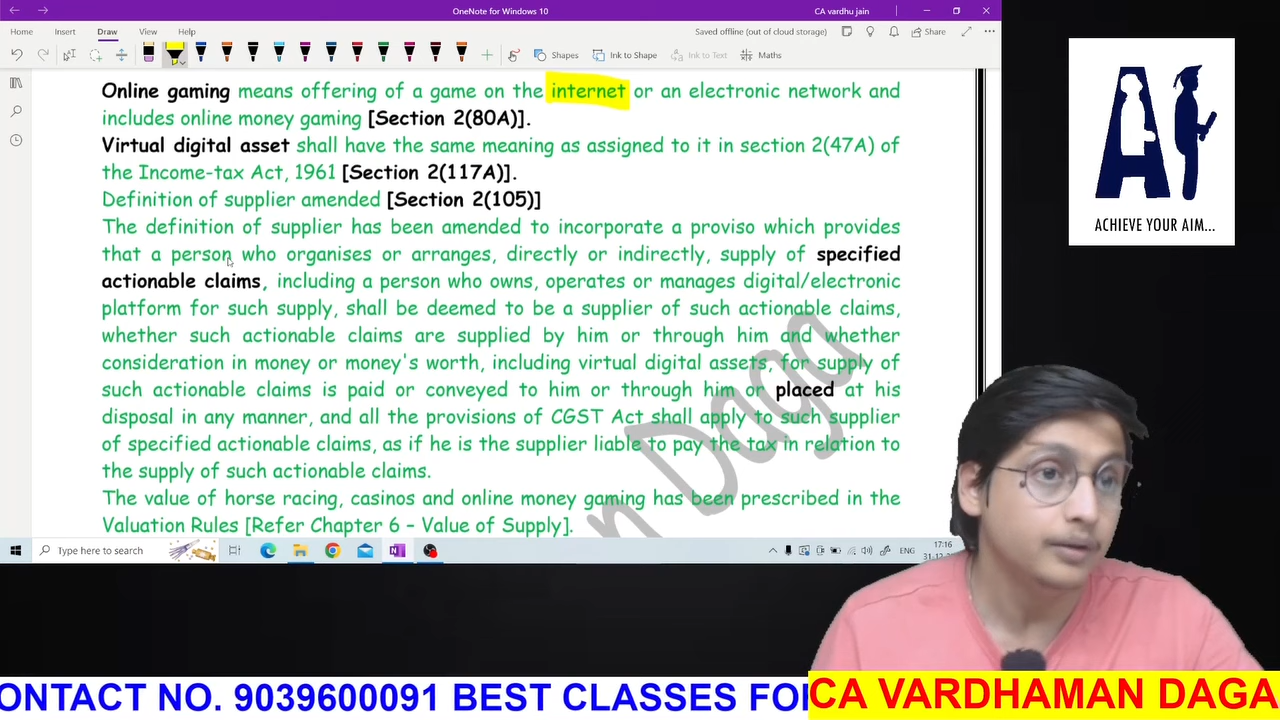 OneNote for Windows 10
CA vardhu jain
Home Insert Draw View Help
Saved offline (out of cloud storage) Share
Shapes Ink to Shape Ink to Text Maths
Online gaming means offering of a game on the internet or an electronic network and
includes online money gaming [Section 2(80A)].
Virtual digital asset shall have the same meaning as assigned to it in section 2(47A) of
the Income-tax Act, 1961 [Section 2(117A)].
Definition of supplier amended [Section 2(105)]
The definition of supplier has been amended to incorporate a proviso which provides
that a person who organises or arranges, directly or indirectly, supply of specified
actionable claims, including a person who owns, operates or manages digital/electronic
platform for such supply, shall be deemed to be a supplier of such actionable claims,
whether such actionable claims are supplied by him or through him and whether
consideration in money or money's worth, including virtual digital assets, for supply of
such actionable claims is paid or conveyed to him or through him or placed at his
disposal in any manner, and all the provisions of CGST Act shall apply to such supplier
of specified actionable claims, as if he is the supplier liable to pay the tax in relation to
the supply of such actionable claims.
The value of horse racing, casinos and online money gaming has been prescribed in the
Valuation Rules [Refer Chapter 6 – Value of Supply].
n Daga
Type here to search
ENG
17:16
31-12-
ACHIEVE YOUR AIM...
ONTACT NO. 9039600091 BEST CLASSES FO
CA VARDHAMAN DAGA